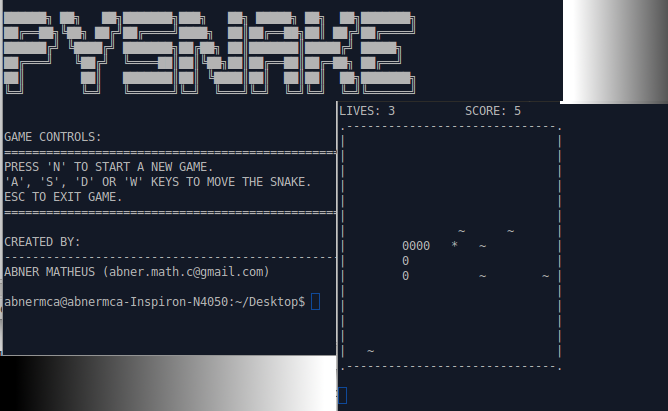 PYSNAKE
GAME CONTROLS:
================================================
PRESS 'N' TO START A NEW GAME.
'A', 'S', 'D' OR 'W' KEYS TO MOVE THE SNAKE.
ESC TO EXIT GAME.
================================================
CREATED BY:
------------------------------------------------
ABNER MATHEUS (abner.math.c@gmail.com)
abnermca@abnermca-Inspiron-N4050:~/Desktop$
LIVES: 3 SCORE: 5
.------------------------------.
~ ~
0000 * ~
0
0 ~ ~
~
.------------------------------.